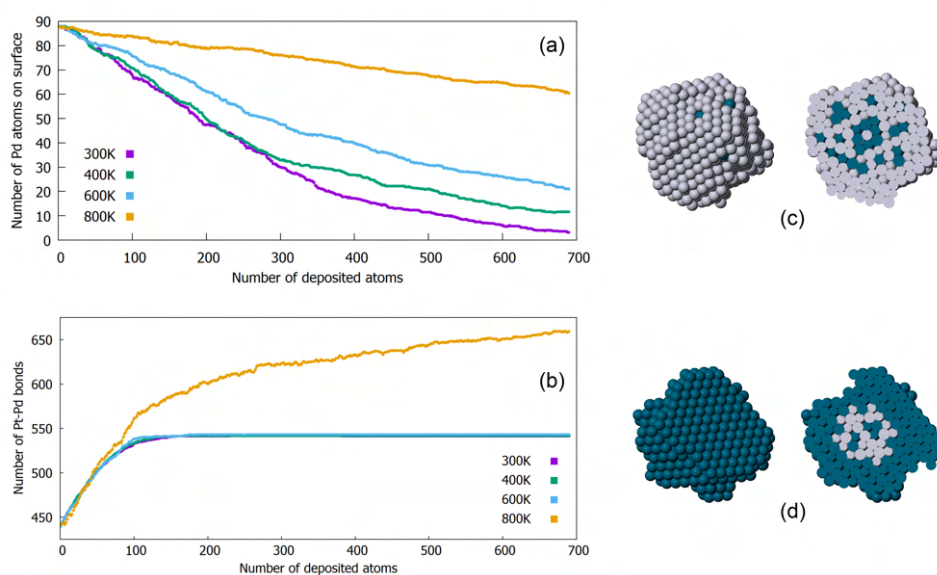 90
80
70
60
50
40
30
20
10
0
Number of Pd atoms on surface
(a)
300K
400K
600K
800K
0 100 200 300 400 500 600 700
Number of deposited atoms
(c)
650
600
550
500
450
Number of Pt-Pd bonds
(b)
300K
400K
600K
800K
0 100 200 300 400 500 600 700
Number of deposited atoms
(d)